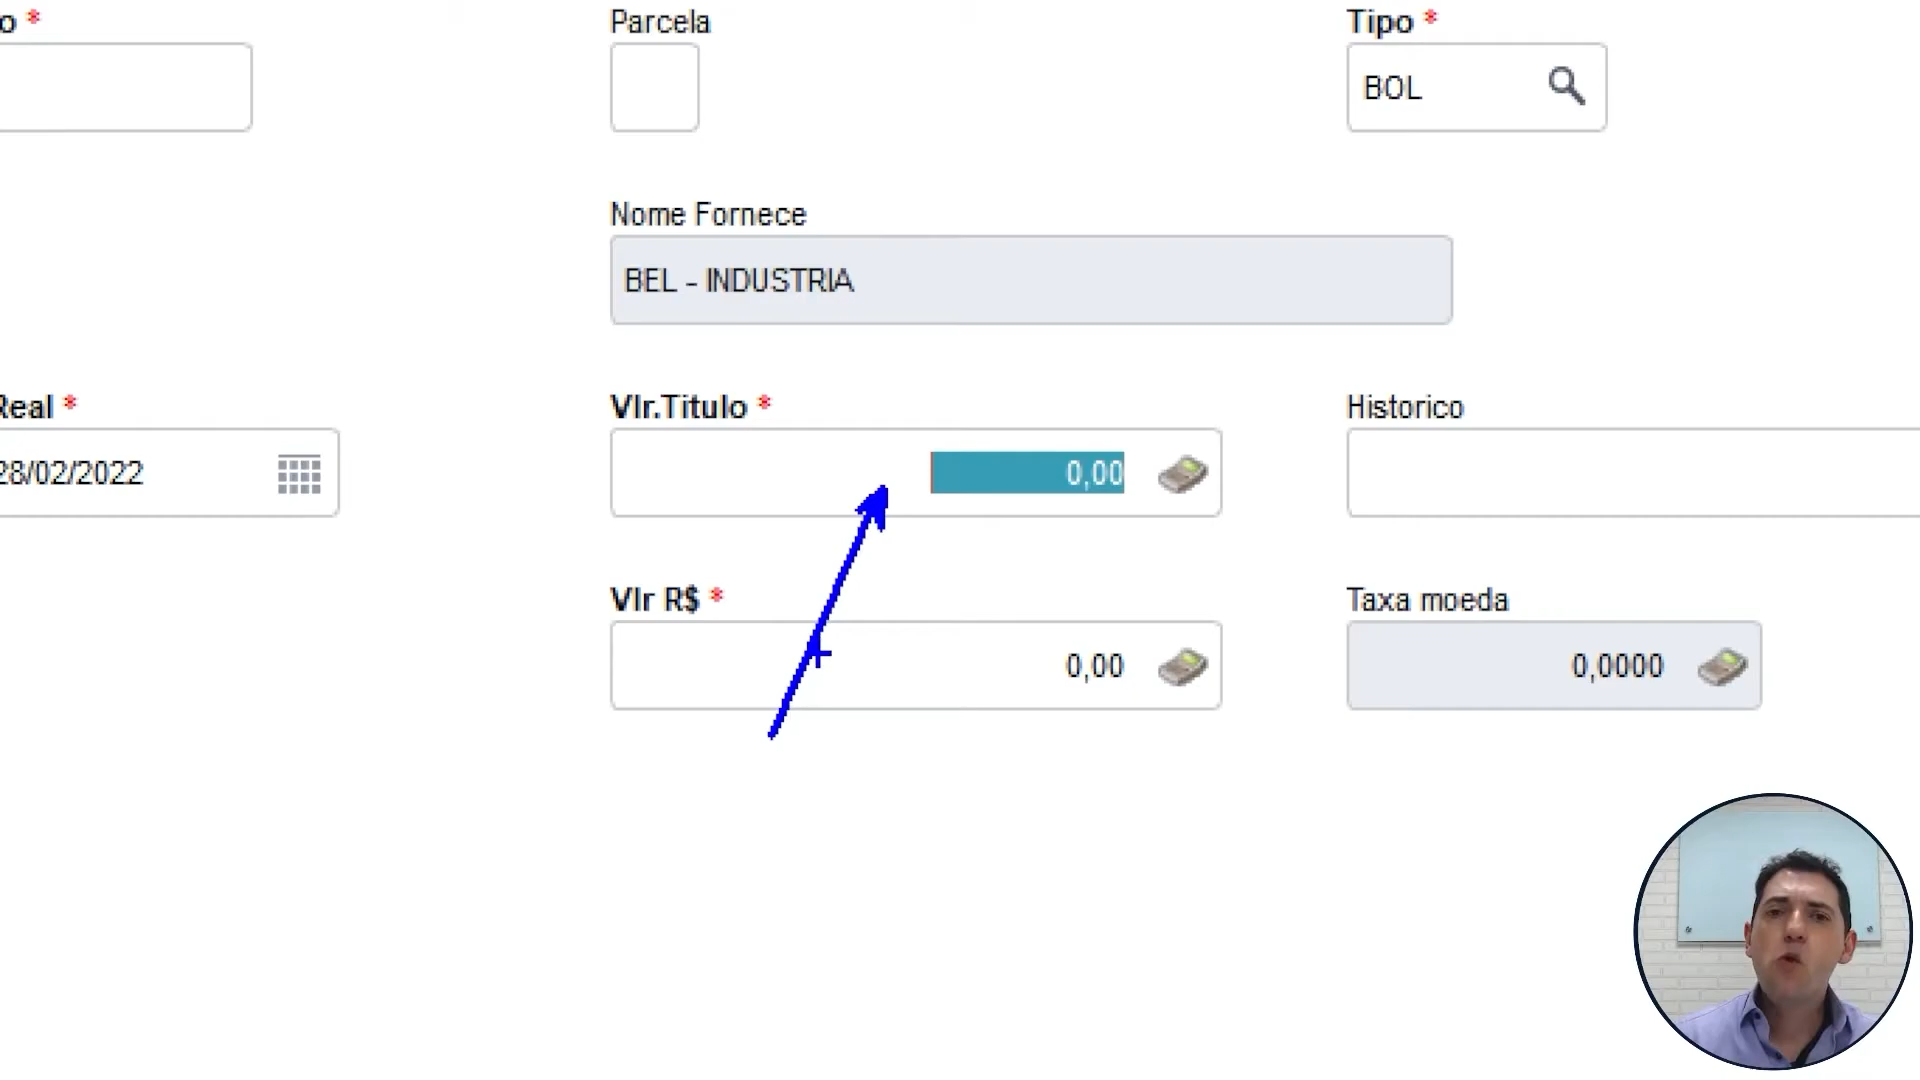 o *
Parcela
Tipo *
BOL
Nome Fornece
BEL - INDUSTRIA
Real *
Vlr.Titulo *
Historico
28/02/2022
0,00
Vlr R$ *
Taxa moeda
0,00
0,0000